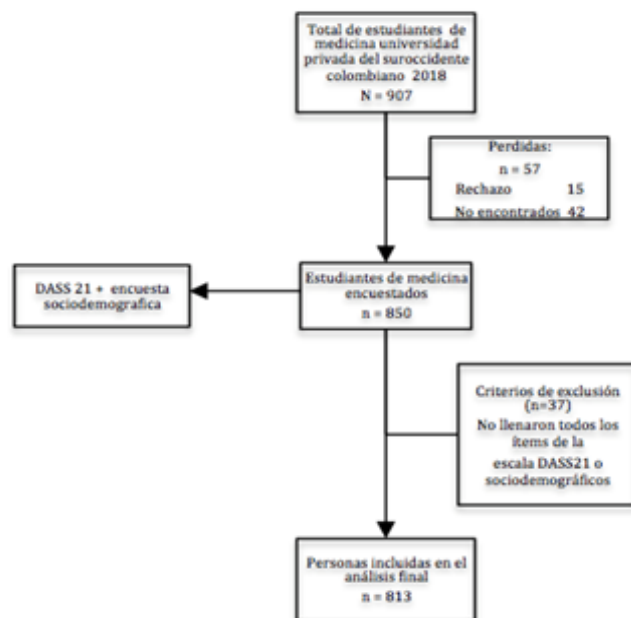 Total de estudiantes de
medicina universidad
privada del suroccidente
colombiano 2018
N = 907
Perdidas:
n = 57
Rechazo 15
No encontrados 42
DASS 21 + encuesta
sociodemografica
Estudiantes de medicina
encuestados
n = 850
Criterios de exclusión
(n=37)
No llenaron todos los
ítems de la
escala DASS21 o
sociodemográficos
Personas incluidas en el
análisis final
n = 813